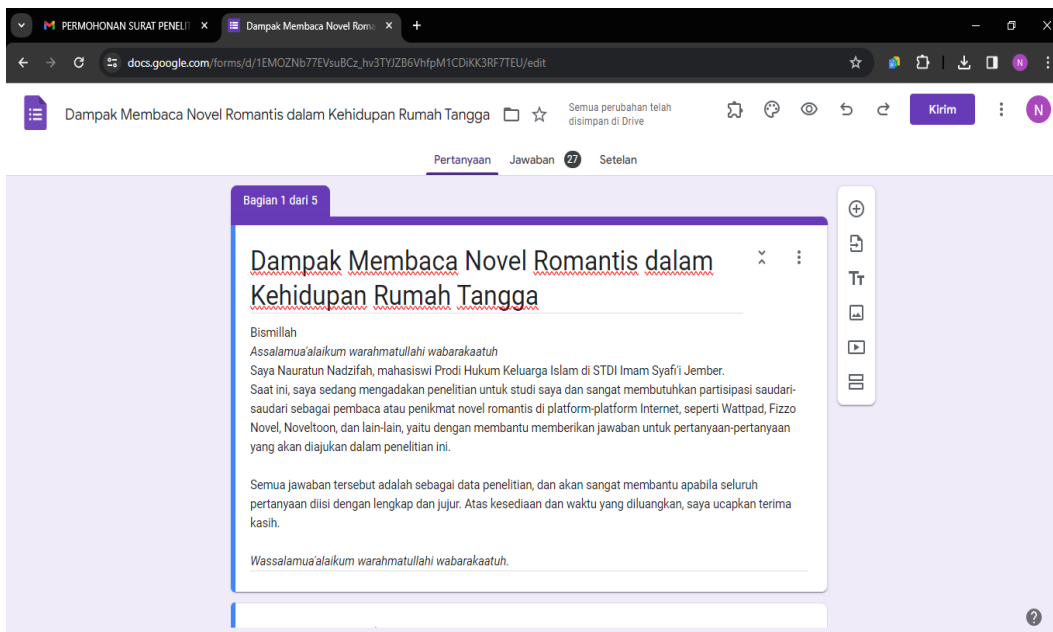 PERMOHONAN SURAT PENELIT
Dampak Membaca Novel Roma
docs.google.com/forms/d/1EMOZNb77EVsuBCz_hv3TYJZB6VhfpM1CDiKK3RF7TEU/edit
N
Dampak Membaca Novel Romantis dalam Kehidupan Rumah Tangga
Semua perubahan telah
disimpan di Drive
Kirim
N
Pertanyaan Jawaban 27 Setelan
Bagian 1 dari 5
Dampak Membaca Novel Romantis dalam
Kehidupan Rumah Tangga
Bismillah
Assalamua'alaikum warahmatullahi wabarakaatuh
Saya Nauratun Nadzifah, mahasiswi Prodi Hukum Keluarga Islam di STDI Imam Syafi'i Jember.
Saat ini, saya sedang mengadakan penelitian untuk studi saya dan sangat membutuhkan partisipasi saudari-
saudari sebagai pembaca atau penikmat novel romantis di platform-platform Internet, seperti Wattpad, Fizzo
Novel, Noveltoon, dan lain-lain, yaitu dengan membantu memberikan jawaban untuk pertanyaan-pertanyaan
yang akan diajukan dalam penelitian ini.
Semua jawaban tersebut adalah sebagai data penelitian, dan akan sangat membantu apabila seluruh
pertanyaan diisi dengan lengkap dan jujur. Atas kesediaan dan waktu yang diluangkan, saya ucapkan terima
kasih.
Wassalamua'alaikum warahmatullahi wabarakaatuh.
Tт